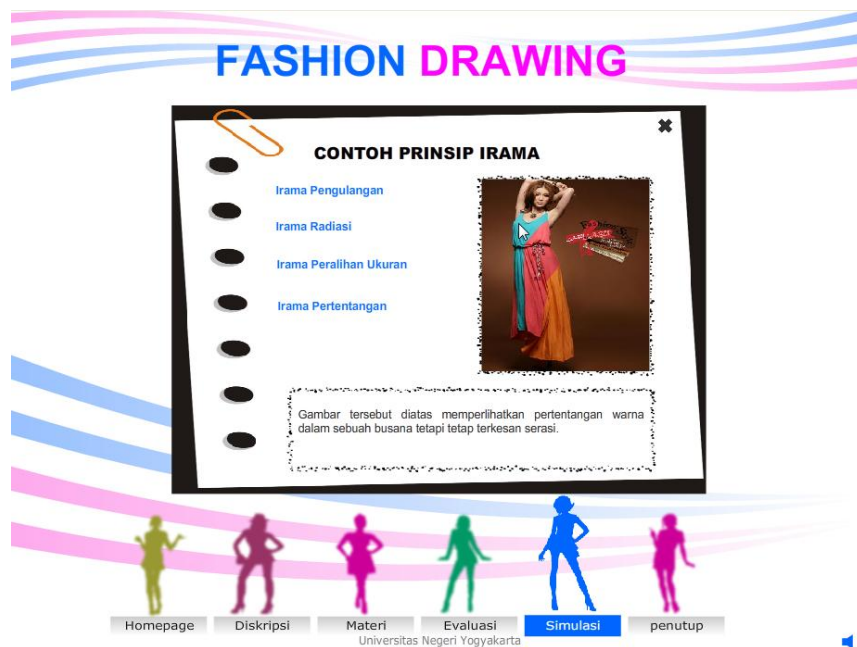 FASHION DRAWING
CONTOH PRINSIP IRAMA
Irama Pengulangan
Irama Radiasi
Irama Peralihan Ukuran
Irama Pertentangan
Gambar tersebut diatas memperlihatkan pertentangan warna
dalam sebuah busana tetapi tetap terkesan serasi.
Homepage
Diskripsi
Materi
Evaluasi
Simulasi
penutup
Universitas Negeri Yogyakarta